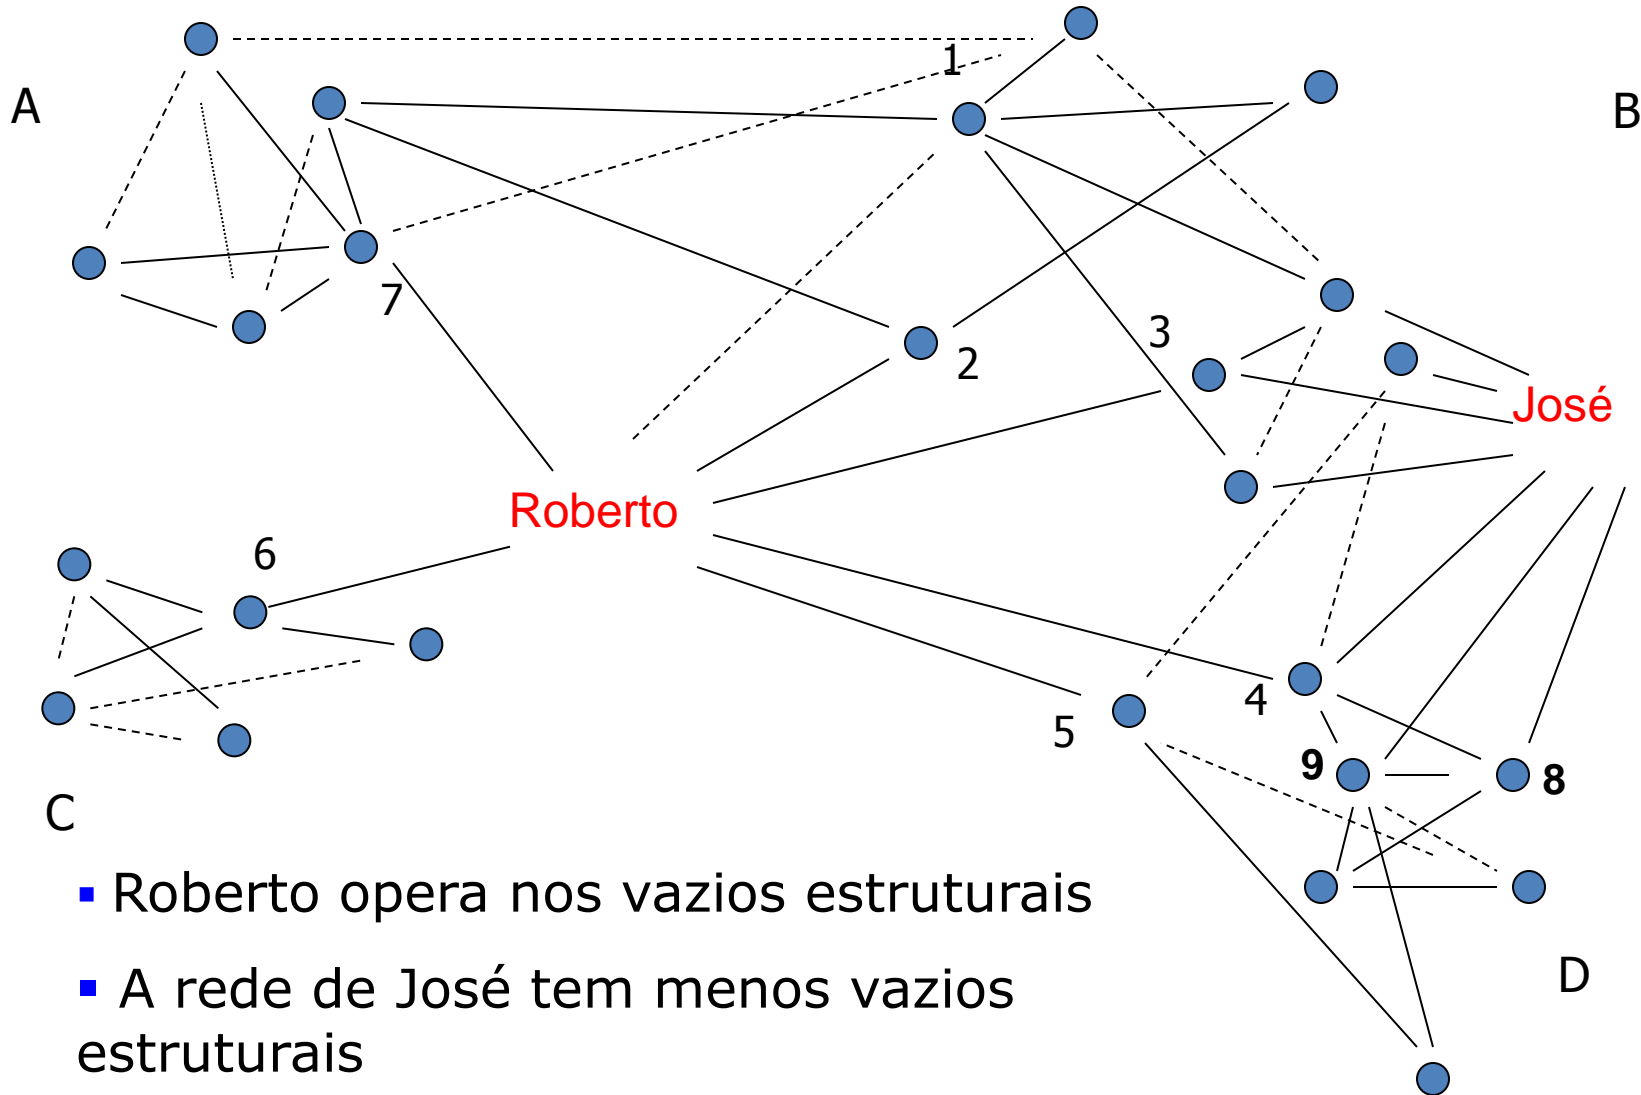 1
A
B
7
2
3
José
Roberto
6
5
4
9
8
C
▪ Roberto opera nos vazios estruturais
D
▪ A rede de José tem menos vazios
estruturais